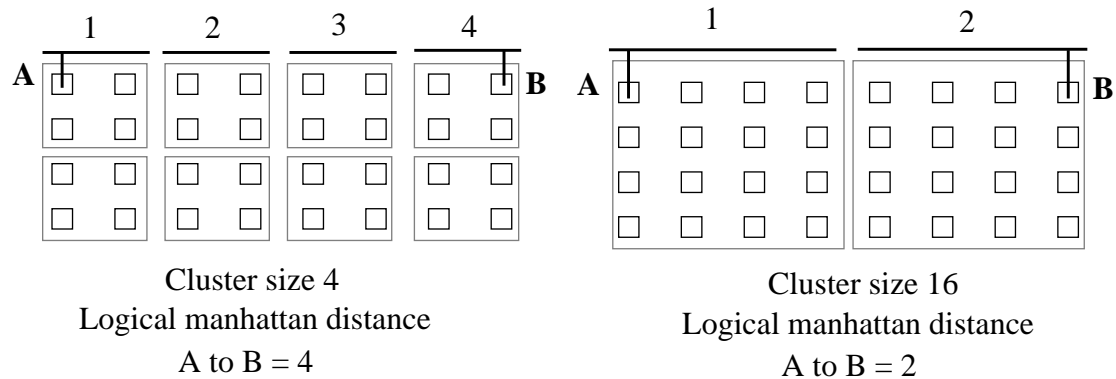 1 2 3 4
A B
Cluster size 4
Logical manhattan distance
A to B = 4
1 2
A B
Cluster size 16
Logical manhattan distance
A to B = 2